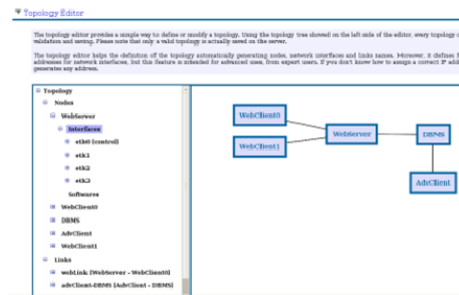 Topology Editor
The topology editor provides a simple way to define or modify a topology. Using the topology tree showed on the left side of the editor, every topology
validation and saving. Please note that only a valid topology is actually saved on the server.
The topology editor helps the definition of the topology automatically generating nodes, network interfaces and links names. Moreover, it defines
addresses for network interfaces, but this feature is intended for advanced uses, from expert users. If you don't know how to assign a correct IP
generates any address.
Topology
Nodes
WebServer
Interfaces
eth0 [control]
eth1
eth2
eth3
Softwares
WebClient0
DBMS
AdvClient
WebClient1
Links
webLink [WebServer - WebClient0]
advClient-DBMS [AdvClient - DBMS]
WebClient0
WebClient1
WebServer
DBMS
AdvClient